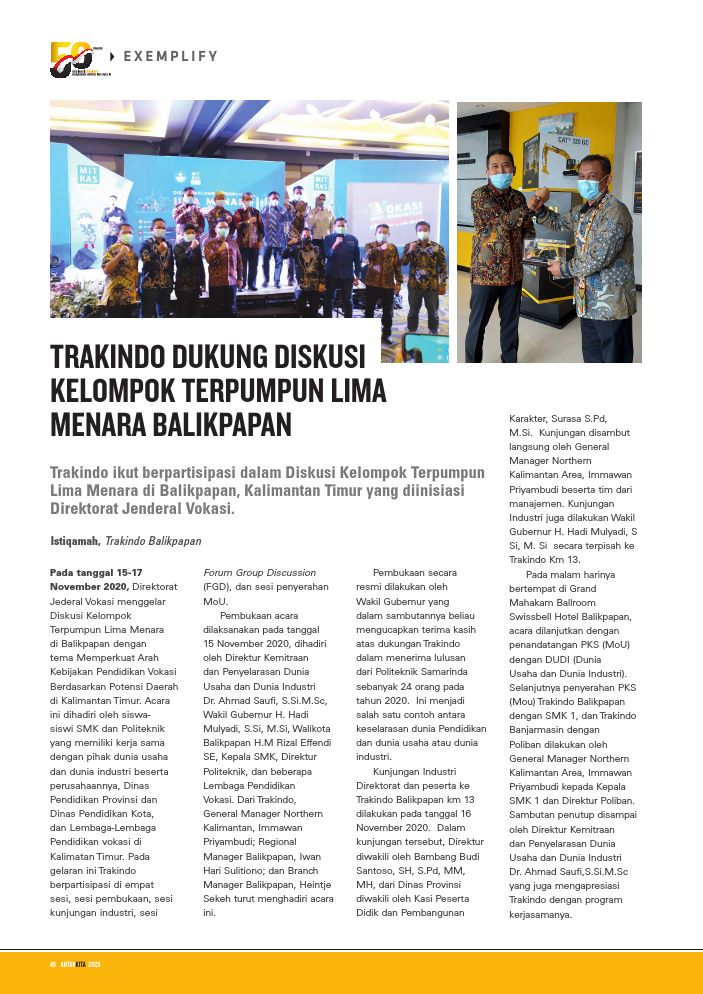 50
TAHUN
EXEMPLIFY
MIT
RAS
MIT
RAS
MIT
RAS
VOKASI
CAT® 320 GC
TRAKINDO DUKUNG DISKUSI
KELOMPOK TERPUMPUN LIMA
MENARA BALIKPAPAN
Trakindo ikut berpartisipasi dalam Diskusi Kelompok Terpumpun
Lima Menara di Balikpapan, Kalimantan Timur yang diinisiasi
Direktorat Jenderal Vokasi.
Istiqamah, Trakindo Balikpapan
Pada tanggal 15-17
November 2020, Direktorat
Jederal Vokasi menggelar
Diskusi Kelompok
Terpumpun Lima Menara
di Balikpapan dengan
tema Memperkuat Arah
Kebijakan Pendidikan Vokasi
Berdasarkan Potensi Daerah
di Kalimantan Timur. Acara
ini dihadiri oleh siswa-
siswi SMK dan Politeknik
yang memiliki kerja sama
dengan pihak dunia usaha
dan dunia industri beserta
perusahaannya, Dinas
Pendidikan Provinsi dan
Dinas Pendidikan Kota,
dan Lembaga-Lembaga
Pendidikan vokasi di
Kalimatan Timur. Pada
gelaran ini Trakindo
berpartisipasi di empat
sesi, sesi pembukaan, sesi
kunjungan industri, sesi
Forum Group Discussion
(FGD), dan sesi penyerahan
MoU.
Pembukaan acara
dilaksanakan pada tanggal
15 November 2020, dihadiri
oleh Direktur Kemitraan
dan Penyelarasan Dunia
Usaha dan Dunia Industri
Dr. Ahmad Saufi, S.Si.M.Sc,
Wakil Gubernur H. Hadi
Mulyadi, S.Si, M.Si, Walikota
Balikpapan H.M Rizal Effendi
SE, Kepala SMK, Direktur
Politeknik, dan beberapa
Lembaga Pendidikan
Vokasi. Dari Trakindo,
General Manager Northern
Kalimantan, Immawan
Priyambudi; Regional
Manager Balikpapan, Iwan
Hari Sulitiono; dan Branch
Manager Balikpapan, Heintje
Sekeh turut menghadiri acara
ini.
Pembukaan secara
resmi dilakukan oleh
Wakil Gubernur yang
dalam sambutannya beliau
mengucapkan terima kasih
atas dukungan Trakindo
dalam menerima lulusan
dari Politeknik Samarinda
sebanyak 24 orang pada
tahun 2020. Ini menjadi
salah satu contoh antara
keselarasan dunia Pendidikan
dan dunia usaha atau dunia
industri.
Kunjungan Industri
Direktorat dan peserta ke
Trakindo Balikpapan km 13
dilakukan pada tanggal 16
November 2020. Dalam
kunjungan tersebut, Direktur
diwakili oleh Bambang Budi
Santoso, SH, S.Pd, MM,
MH, dari Dinas Provinsi
diwakili oleh Kasi Peserta
Didik dan Pembangunan
Karakter, Surasa S.Pd,
M.Si. Kunjungan disambut
langsung oleh General
Manager Northern
Kalimantan Area, Immawan
Priyambudi beserta tim dari
manajemen. Kunjungan
Industri juga dilakukan Wakil
Gubernur H. Hadi Mulyadi, S
Si, M. Si secara terpisah ke
Trakindo Km 13.
Pada malam harinya
bertempat di Grand
Mahakam Ballroom
Swissbell Hotel Balikpapan,
acara dilanjutkan dengan
penandatangan PKS (MoU)
dengan DUDI (Dunia
Usaha dan Dunia Industri).
Selanjutnya penyerahan PKS
(Mou) Trakindo Balikpapan
dengan SMK 1, dan Trakindo
Banjarmasin dengan
Poliban dilakukan oleh
General Manager Northern
Kalimantan Area, Immawan
Priyambudi kepada Kepala
SMK 1 dan Direktur Poliban.
Sambutan penutup disampai
oleh Direktur Kemitraan
dan Penyelarasan Dunia
Usaha dan Dunia Industri
Dr. Ahmad Saufi,S.Si.M.Sc
yang juga mengapresiasi
Trakindo dengan program
kerjasamanya.
40 ANTARKITA 2020